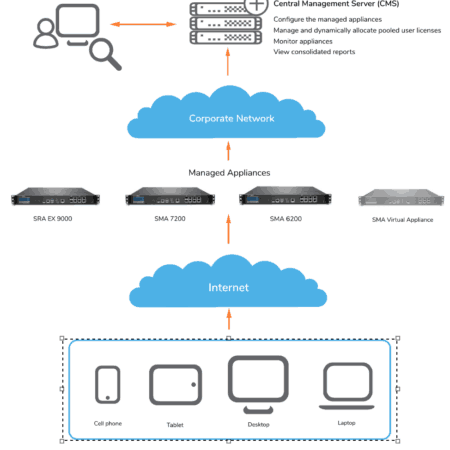 Central Management Server (CMS)
Configure the managed appliances
Manage and dynamically allocate pooled user licenses
Monitor appliances
View consolidated reports
Corporate Network
Managed Appliances
SRA EX 9000
SMA 7200
SMA 6200
SMA Virtual Appliance
Internet
Cell phone
Tablet
Desktop
Laptop